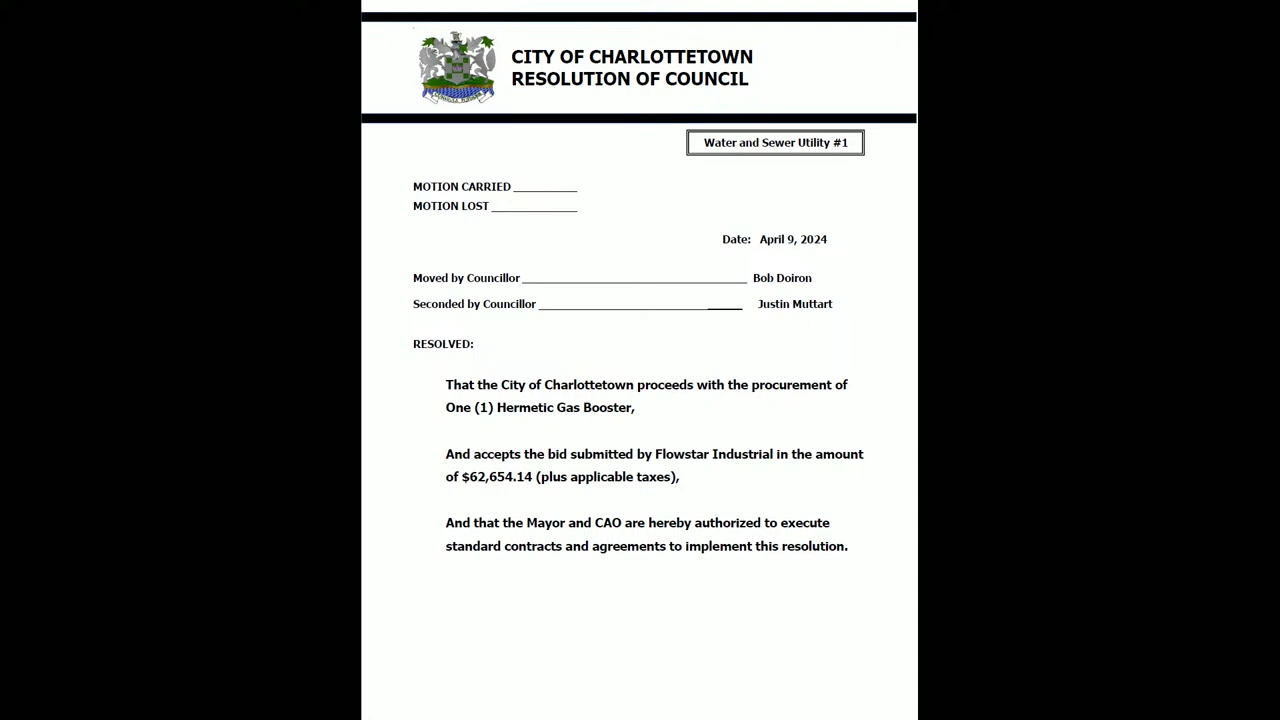 CITY OF CHARLOTTETOWN
RESOLUTION OF COUNCIL
Water and Sewer Utility #1
MOTION CARRIED ___________
MOTION LOST _______________
Date: April 9, 2024
Moved by Councillor _______________________________________ Bob Doiron
Seconded by Councillor ___________________________________ Justin Muttart
RESOLVED:
That the City of Charlottetown proceeds with the procurement of
One (1) Hermetic Gas Booster,
And accepts the bid submitted by Flowstar Industrial in the amount
of $62,654.14 (plus applicable taxes),
And that the Mayor and CAO are hereby authorized to execute
standard contracts and agreements to implement this resolution.